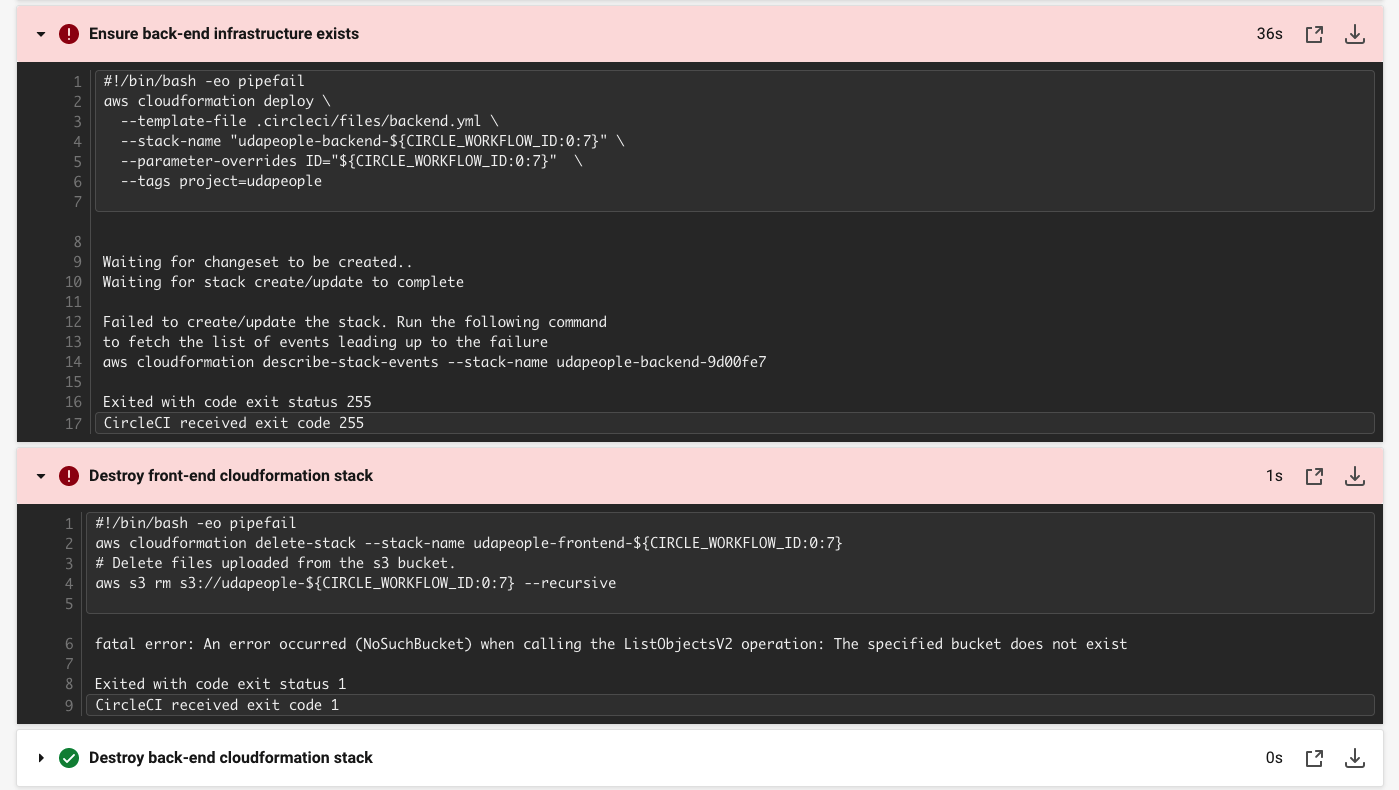 Ensure back-end infrastructure exists 36s
1 #!/bin/bash -eo pipefail
2 aws cloudformation deploy \
3 --template-file .circleci/files/backend.yml \
4 --stack-name "udapeople-backend-${CIRCLE_WORKFLOW_ID:0:7}" \
5 --parameter-overrides ID="${CIRCLE_WORKFLOW_ID:0:7}"  \
6 --tags project=udapeople
7
8
9 Waiting for changeset to be created..
10 Waiting for stack create/update to complete
11
12 Failed to create/update the stack. Run the following command
13 to fetch the list of events leading up to the failure
14 aws cloudformation describe-stack-events --stack-name udapeople-backend-9d00fe7
15
16 Exited with code exit status 255
17 CircleCI received exit code 255
Destroy front-end cloudformation stack 1s
1 #!/bin/bash -eo pipefail
2 aws cloudformation delete-stack --stack-name udapeople-frontend-${CIRCLE_WORKFLOW_ID:0:7}
3 # Delete files uploaded from the s3 bucket.
4 aws s3 rm s3://udapeople-${CIRCLE_WORKFLOW_ID:0:7} --recursive
5
6 fatal error: An error occurred (NoSuchBucket) when calling the ListObjectsV2 operation: The specified bucket does not exist
7
8 Exited with code exit status 1
9 CircleCI received exit code 1
Destroy back-end cloudformation stack 0s